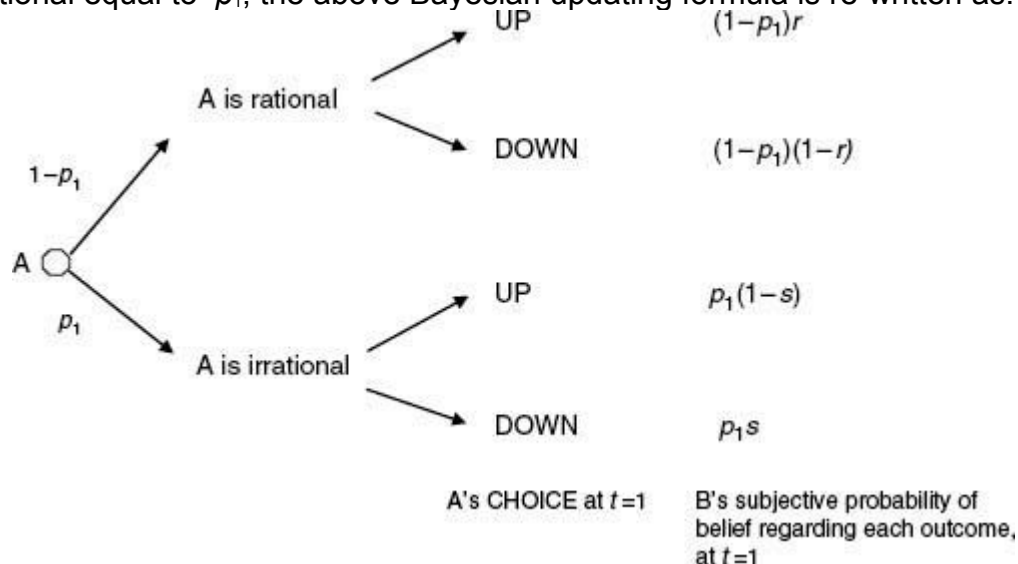 tional equal to p₁, the above Bayesian updating formula is re-written as:
UP (1−p₁)r
A is rational
DOWN (1−p₁)(1−r)
1−p₁
A
UP p₁(1−s)
p₁
A is irrational
DOWN p₁s
A's CHOICE at t=1 B's subjective probability of
belief regarding each outcome,
at t=1